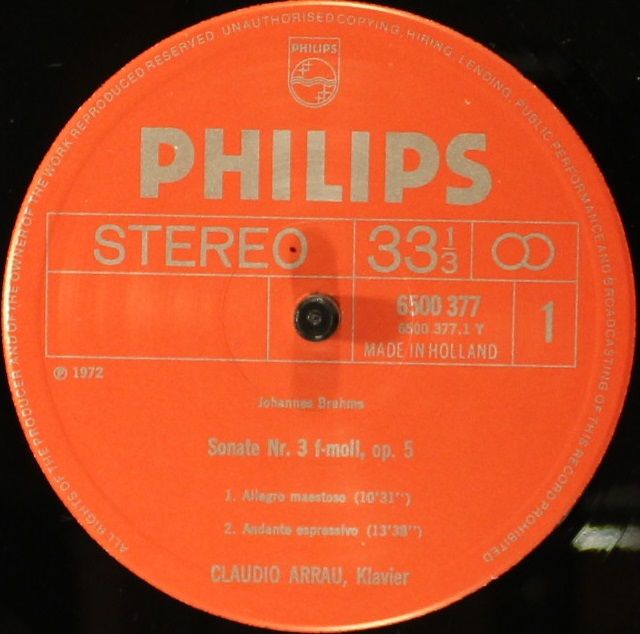 ALL RIGHTS OF THE PRODUCER AND OF THE OWNER OF THE WORK REPRODUCED RESERVED. UNAUTHORISED COPYING, HIRING, LENDING, PUBLIC PERFORMANCE AND BROADCASTING OF THIS RECORD PROHIBITED
PHILIPS
PHILIPS
STEREO 33 1/3
6500 377
6500 377.1 Y
MADE IN HOLLAND
1
℗ 1972
Johannes Brahms
Sonate Nr. 3 f-moll, op. 5
1. Allegro maestoso (10'31'')
2. Andante espressivo (13'38'')
CLAUDIO ARRAU, Klavier